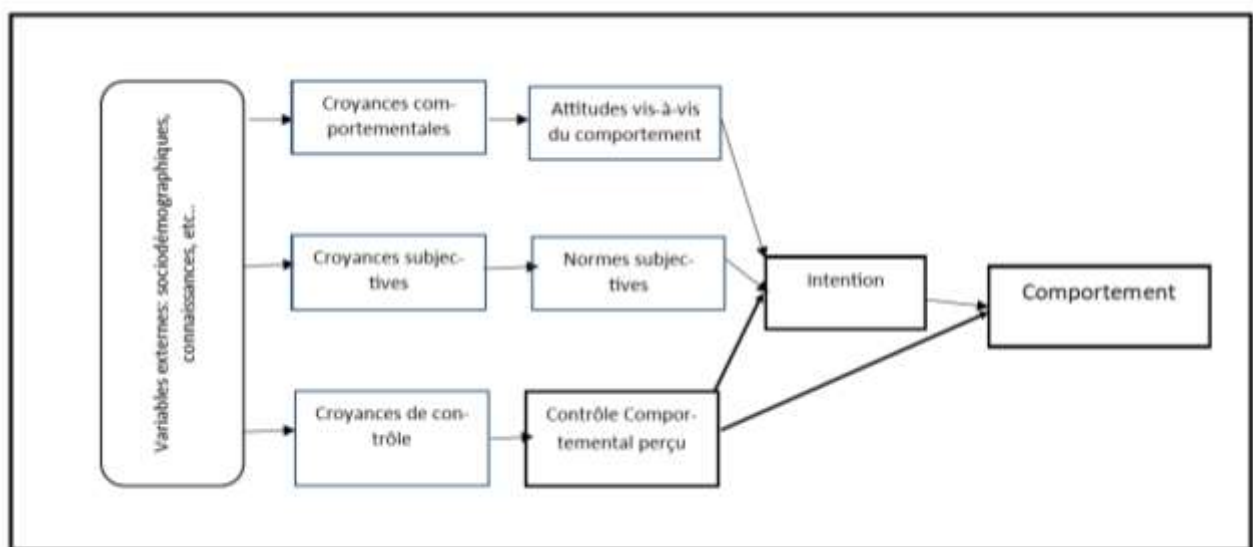 Variables externes: sociodémographiques,
connaissances, etc..
Croyances com-
portementales
Attitudes vis-à-vis
du comportement
Croyances subjec-
tives
Normes subjec-
tives
Intention
Comportement
Croyances de con-
trôle
Contrôle Compor-
temental perçu